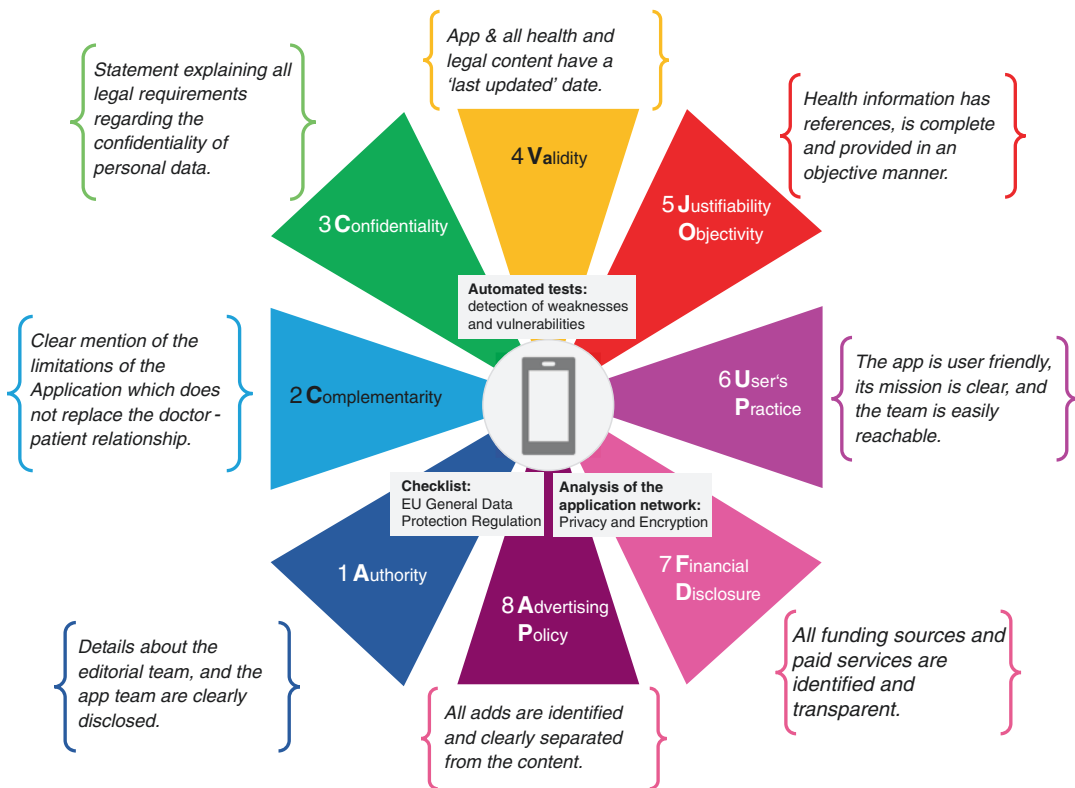 Statement explaining all
legal requirements
regarding the
confidentiality of
personal data.
App & all health and
legal content have a
‘last updated’ date.
Health information has
references, is complete
and provided in an
objective manner.
3 Confidentiality
4 Validity
5 Justifiability
Objectivity
Automated tests:
detection of weaknesses
and vulnerabilities
Clear mention of the
limitations of the
Application which does
not replace the doctor-
patient relationship.
2 Complementarity
6 User‘s
Practice
The app is user friendly,
its mission is clear, and
the team is easily
reachable.
Checklist:
EU General Data
Protection Regulation
Analysis of the
application network:
Privacy and Encryption
1 Authority
8 Advertising
Policy
7 Financial
Disclosure
Details about the
editorial team, and the
app team are clearly
disclosed.
All adds are identified
and clearly separated
from the content.
All funding sources and
paid services are
identified and
transparent.